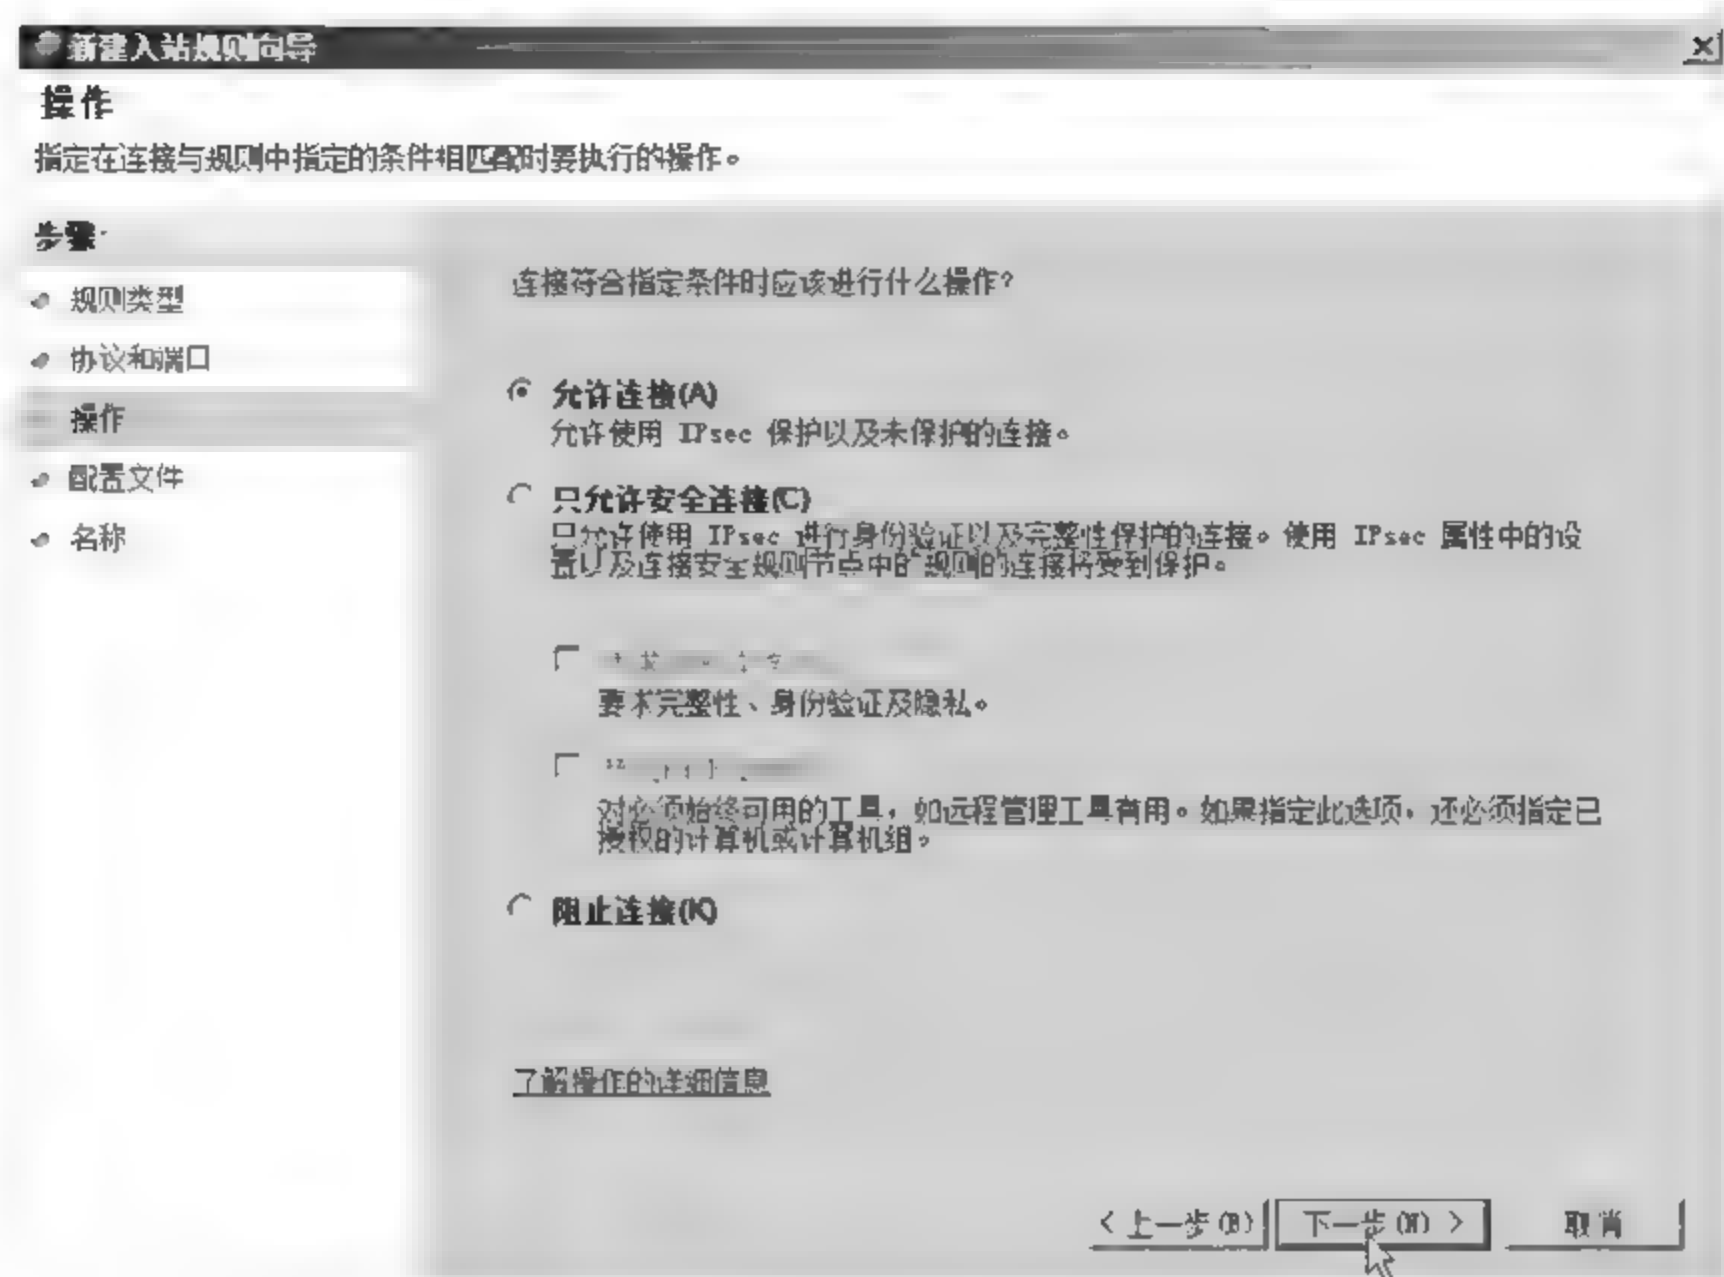 新建入站规则向导
操作
指定在连接与规则中指定的条件相匹配时要执行的操作。
步骤:
规则类型
协议和端口
操作
配置文件
名称
连接符合指定条件时应该进行什么操作?
允许连接(A)
允许使用 IPsec 保护以及未保护的连接。
只允许安全连接(C)
只允许使用 IPsec 进行身份验证以及完整性保护的连接。使用 IPsec 属性中的设
置以及连接安全规则节点中的规则的连接将受到保护。
要求完整性、身份验证及隐私。
对必须始终可用的工具，如远程管理工具有用。如果指定此选项，还必须指定已
授权的计算机或计算机组。
阻止连接(K)
了解操作的详细信息
< 上一步(B)
下一步(N) >
取消